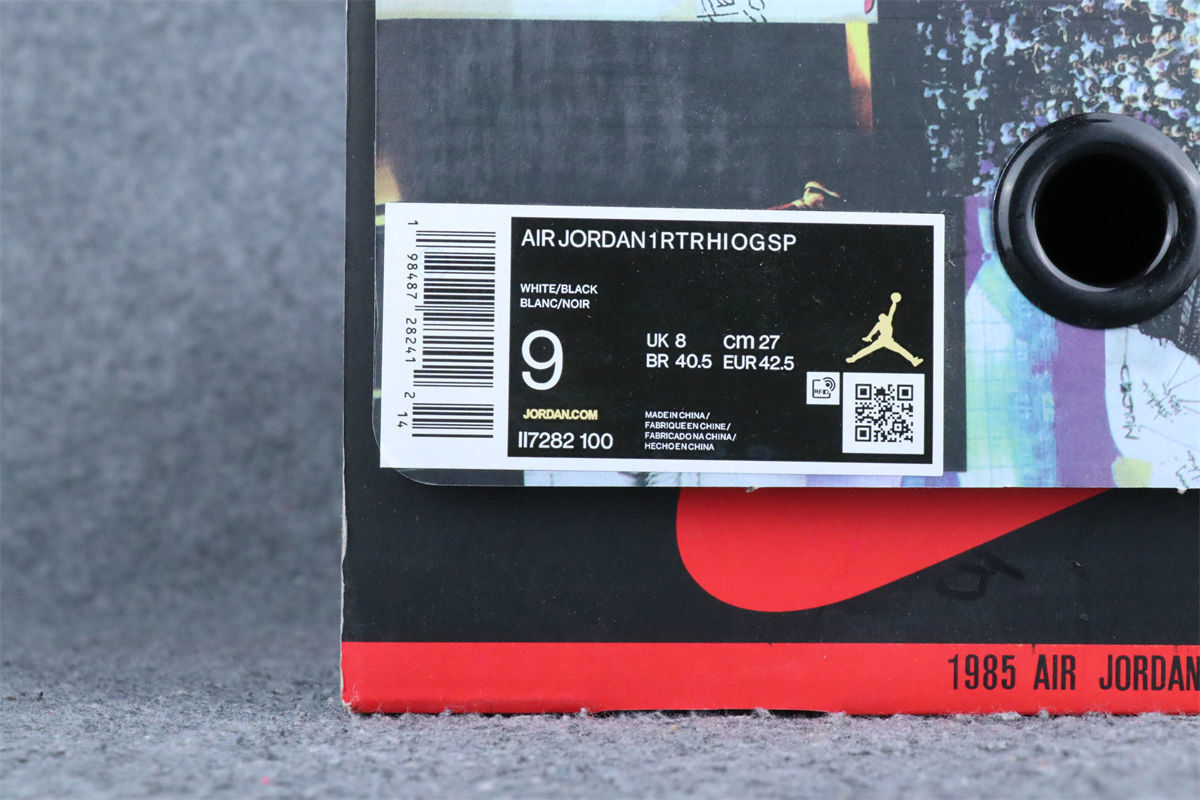 AIR JORDAN 1 RTR HI OG SP
WHITE/BLACK
BLANC/NOIR
9
UK 8 cm 27
BR 40.5 EUR 42.5
RFID
JORDAN.COM
II7282 100
MADE IN CHINA /
FABRIQUE EN CHINE /
FABRICADO NA CHINA /
HECHO EN CHINA
1 98487 28241 2 14
1985 AIR JORDAN